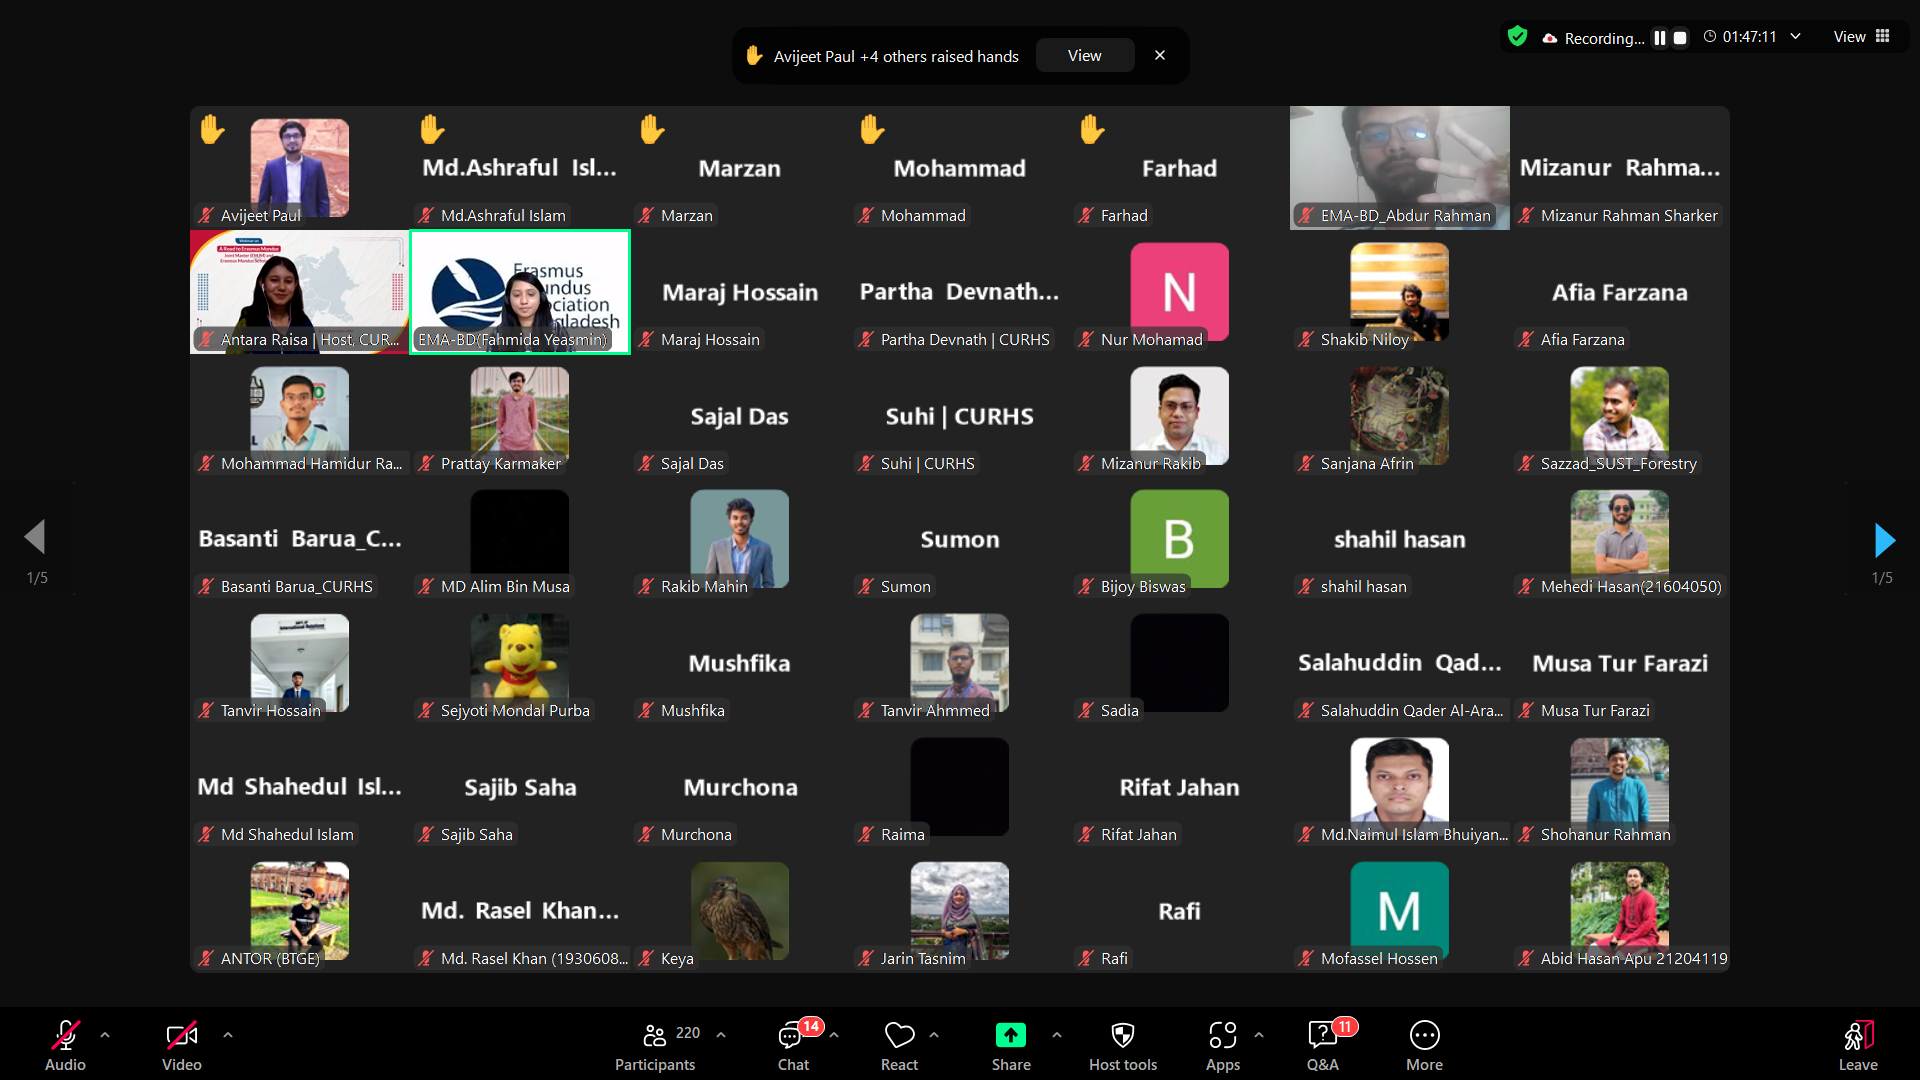 Avijeet Paul +4 others raised hands
View
Recording...
01:47:11
View
Avijeet Paul
Md.Ashraful Isl...
Md.Ashraful Islam
Marzan
Marzan
Mohammad
Mohammad
Farhad
Farhad
EMA-BD_Abdur Rahman
Mizanur Rahma...
Mizanur Rahman Sharker
Webinar on
A Road to Erasmus Mundus
Antara Raisa | Host, CUR...
Erasmus
EMA-BD(Fahmida Yeasmin)
Maraj Hossain
Maraj Hossain
Partha Devnath...
Partha Devnath | CURHS
N
Nur Mohamad
Shakib Niloy
Afia Farzana
Afia Farzana
Mohammad Hamidur Ra...
Prattay Karmaker
Sajal Das
Sajal Das
Suhi | CURHS
Suhi | CURHS
Mizanur Rakib
Sanjana Afrin
Sazzad_SUST_Forestry
Basanti Barua_C...
Basanti Barua_CURHS
MD Alim Bin Musa
Rakib Mahin
Sumon
Sumon
B
Bijoy Biswas
shahil hasan
shahil hasan
Mehedi Hasan(21604050)
1/5
1/5
Tanvir Hossain
Sejyoti Mondal Purba
Mushfika
Mushfika
Tanvir Ahmmed
Sadia
Salahuddin Qad...
Salahuddin Qader Al-Ara...
Musa Tur Farazi
Musa Tur Farazi
Md Shahedul Isl...
Md Shahedul Islam
Sajib Saha
Sajib Saha
Murchona
Murchona
Raima
Rifat Jahan
Rifat Jahan
Md.Naimul Islam Bhuiyan...
Shohanur Rahman
ANTOR (BTGE)
Md. Rasel Khan...
Md. Rasel Khan (1930608...
Keya
Jarin Tasnim
Rafi
Rafi
M
Mofassel Hossen
Abid Hasan Apu 21204119
Audio
Video
220
Participants
14
Chat
React
Share
Host tools
Apps
11
Q&A
More
Leave